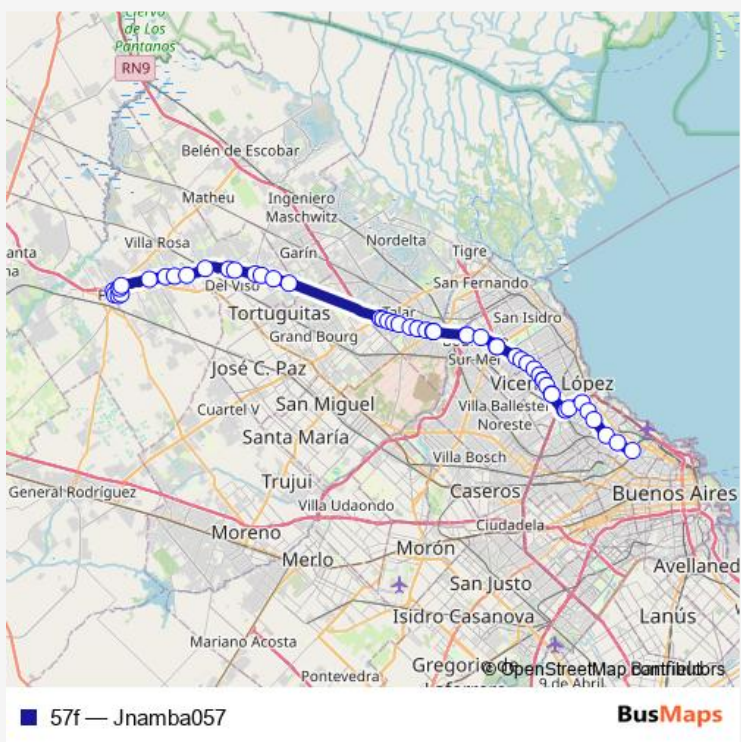 Ciervo
de Los
Pantanos
RN9
Belén de Escobar
Matheu
Ingeniero
Maschwitz
Villa Rosa
Garín
Nordelta
Tigre
Del Viso
San Fernando
Tortuguitas
Talar
San Isidro
Grand Bourg
José C. Paz
Vicente López
Cuartel V
San Miguel
Villa Ballester
Noreste
Santa María
Villa Bosch
Trujui
General Rodríguez
Caseros
Buenos Aires
Villa Udaondo
Moreno
Ciudadela
Merlo
Morón
San Justo
Isidro Casanova
Lanús
Mariano Acosta
Pontevedra
© OpenStreetMap contributors
57f — Jnamba057
BusMaps